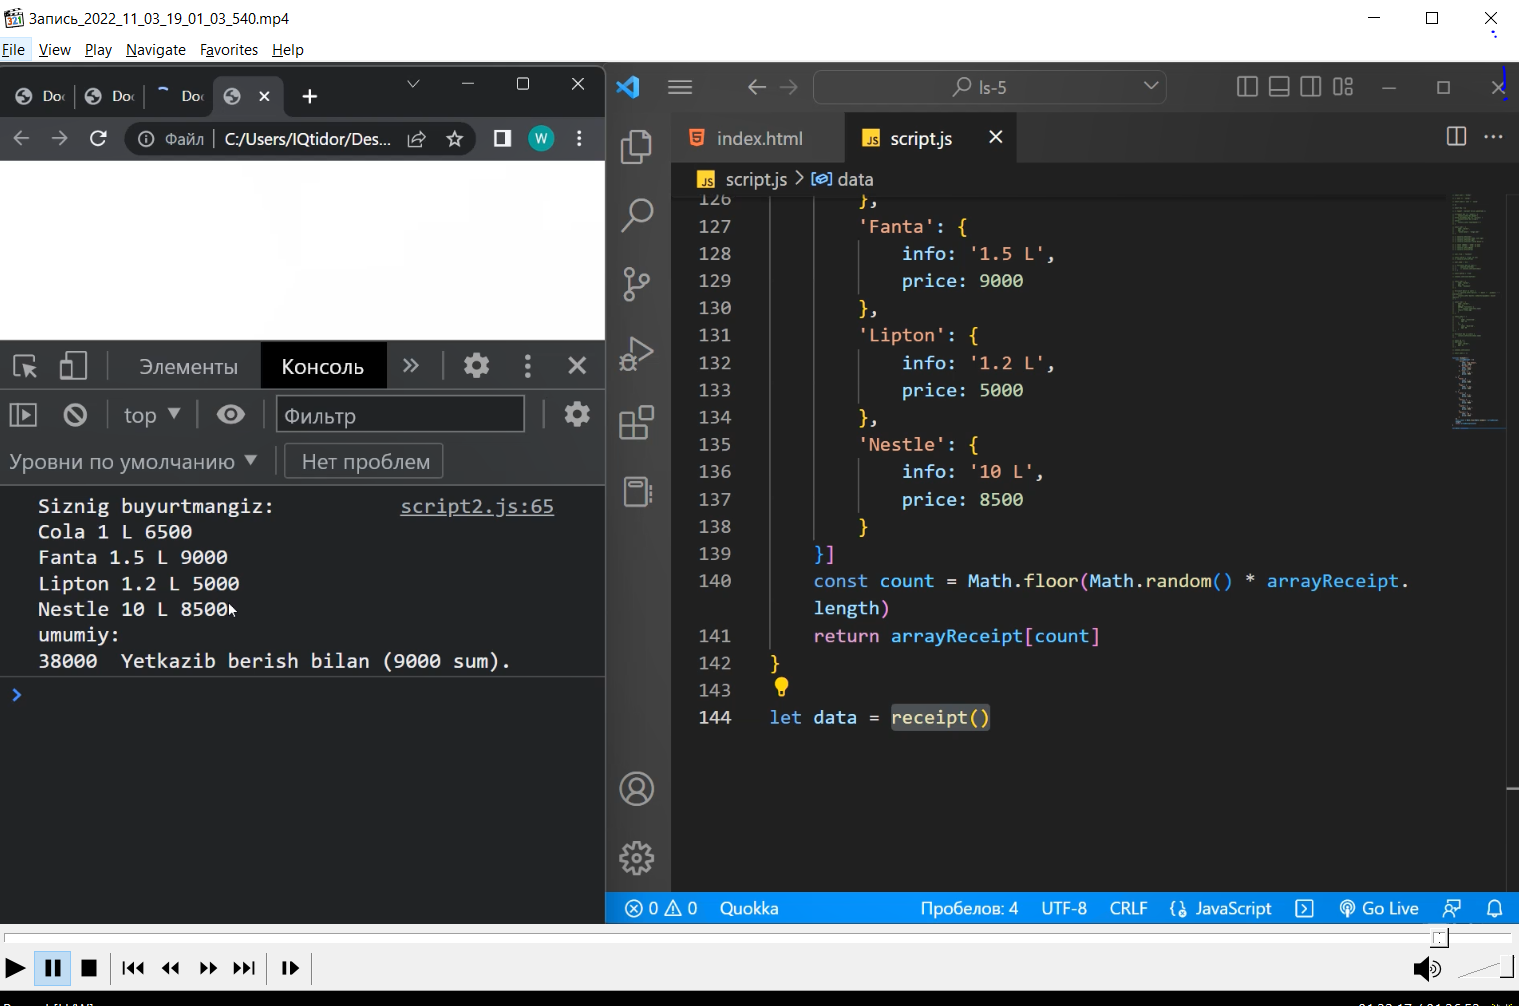 Запись_2022_11_03_19_01_03_540.mp4
File View Play Navigate Favorites Help
Doc Doc Doc
Файл C:/Users/IQtidor/Des... W
Элементы Консоль
top Фильтр
Уровни по умолчанию Нет проблем
Siznig buyurtmangiz: script2.js:65
Cola 1 L 6500
Fanta 1.5 L 9000
Lipton 1.2 L 5000
Nestle 10 L 8500
umumiy:
38000 Yetkazib berish bilan (9000 sum).
ls-5
index.html JS script.js
JS script.js > data
126 },
127 'Fanta': {
128 info: '1.5 L',
129 price: 9000
130 },
131 'Lipton': {
132 info: '1.2 L',
133 price: 5000
134 },
135 'Nestle': {
136 info: '10 L',
137 price: 8500
138 }
139 }]
140 const count = Math.floor(Math.random() * arrayReceipt.
length)
141 return arrayReceipt[count]
142 }
143
144 let data = receipt()
0 0 Quokka Пробелов: 4 UTF-8 CRLF JavaScript Go Live